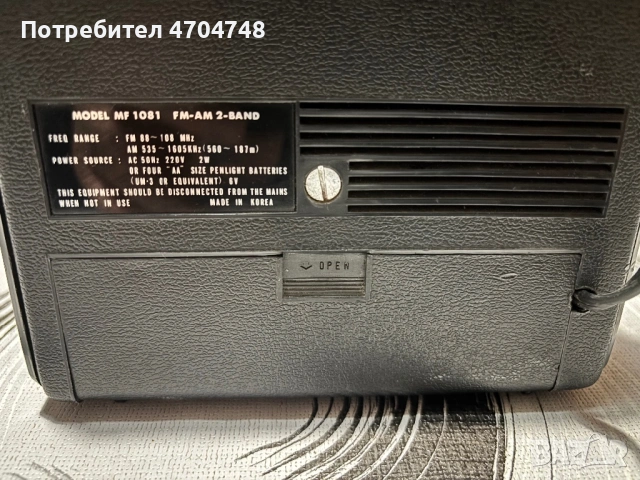 Потребител 4704748
MODEL MF 1081 FM-AM 2-BAND
FREQ RANGE : FM 88~108 MHz
AM 535~1605KHz(560~187m)
POWER SOURCE : AC 50Hz 220V 2W
OR FOUR "AA" SIZE PENLIGHT BATTERIES
(UM-3 OR EQUIVALENT) 6V
THIS EQUIPMENT SHOULD BE DISCONNECTED FROM THE MAINS
WHEN NOT IN USE MADE IN KOREA
OPEN
BAZAR